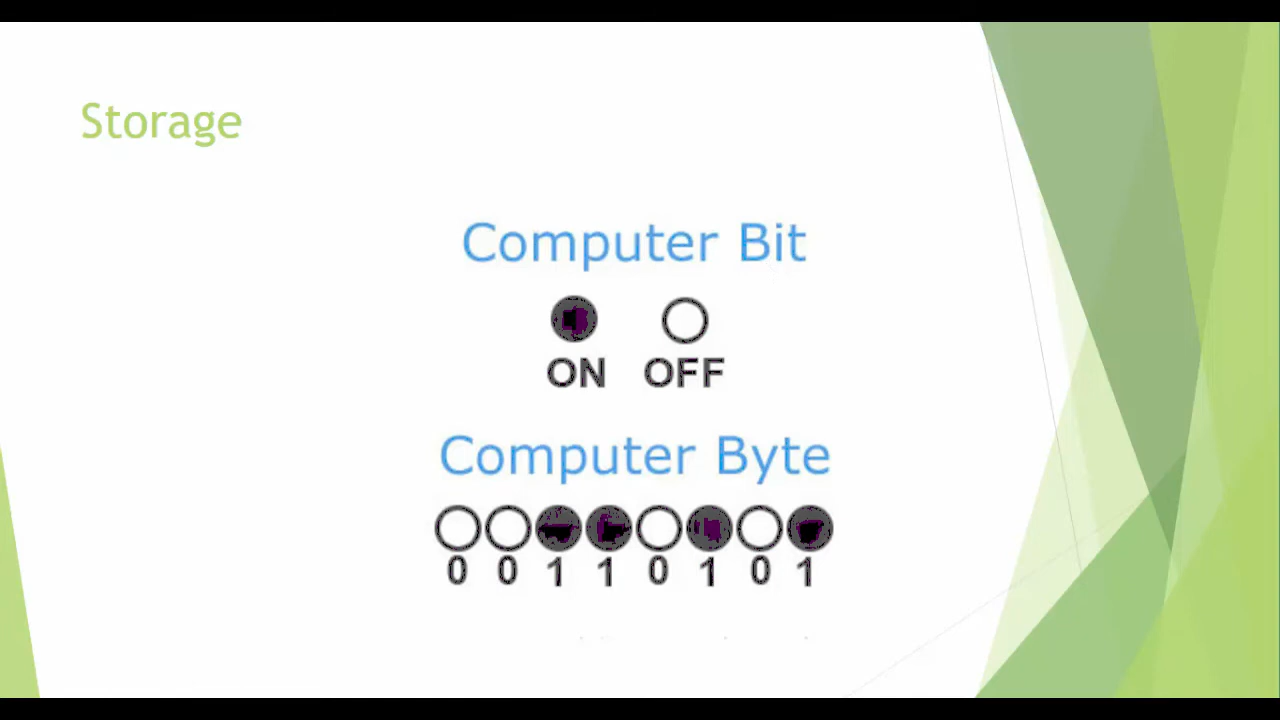 Storage
Computer Bit
ON OFF
Computer Byte
0 0 1 1 0 1 0 1